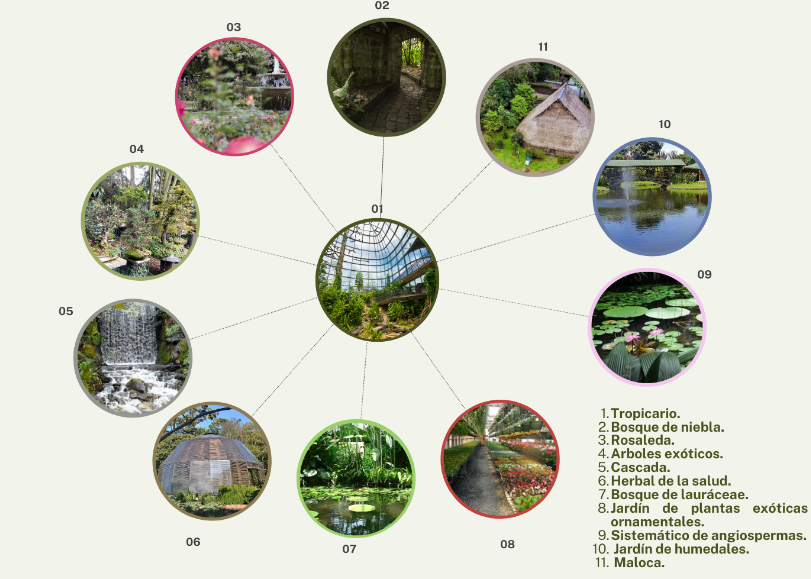 02
03
11
10
04
01
09
05
06
07
08
1. Tropicario.
2. Bosque de niebla.
3. Rosaleda.
4. Arboles exóticos.
5. Cascada.
6. Herbal de la salud.
7. Bosque de lauráceae.
8. Jardín de plantas exóticas
ornamentales.
9. Sistemático de angiospermas.
10. Jardín de humedales.
11. Maloca.